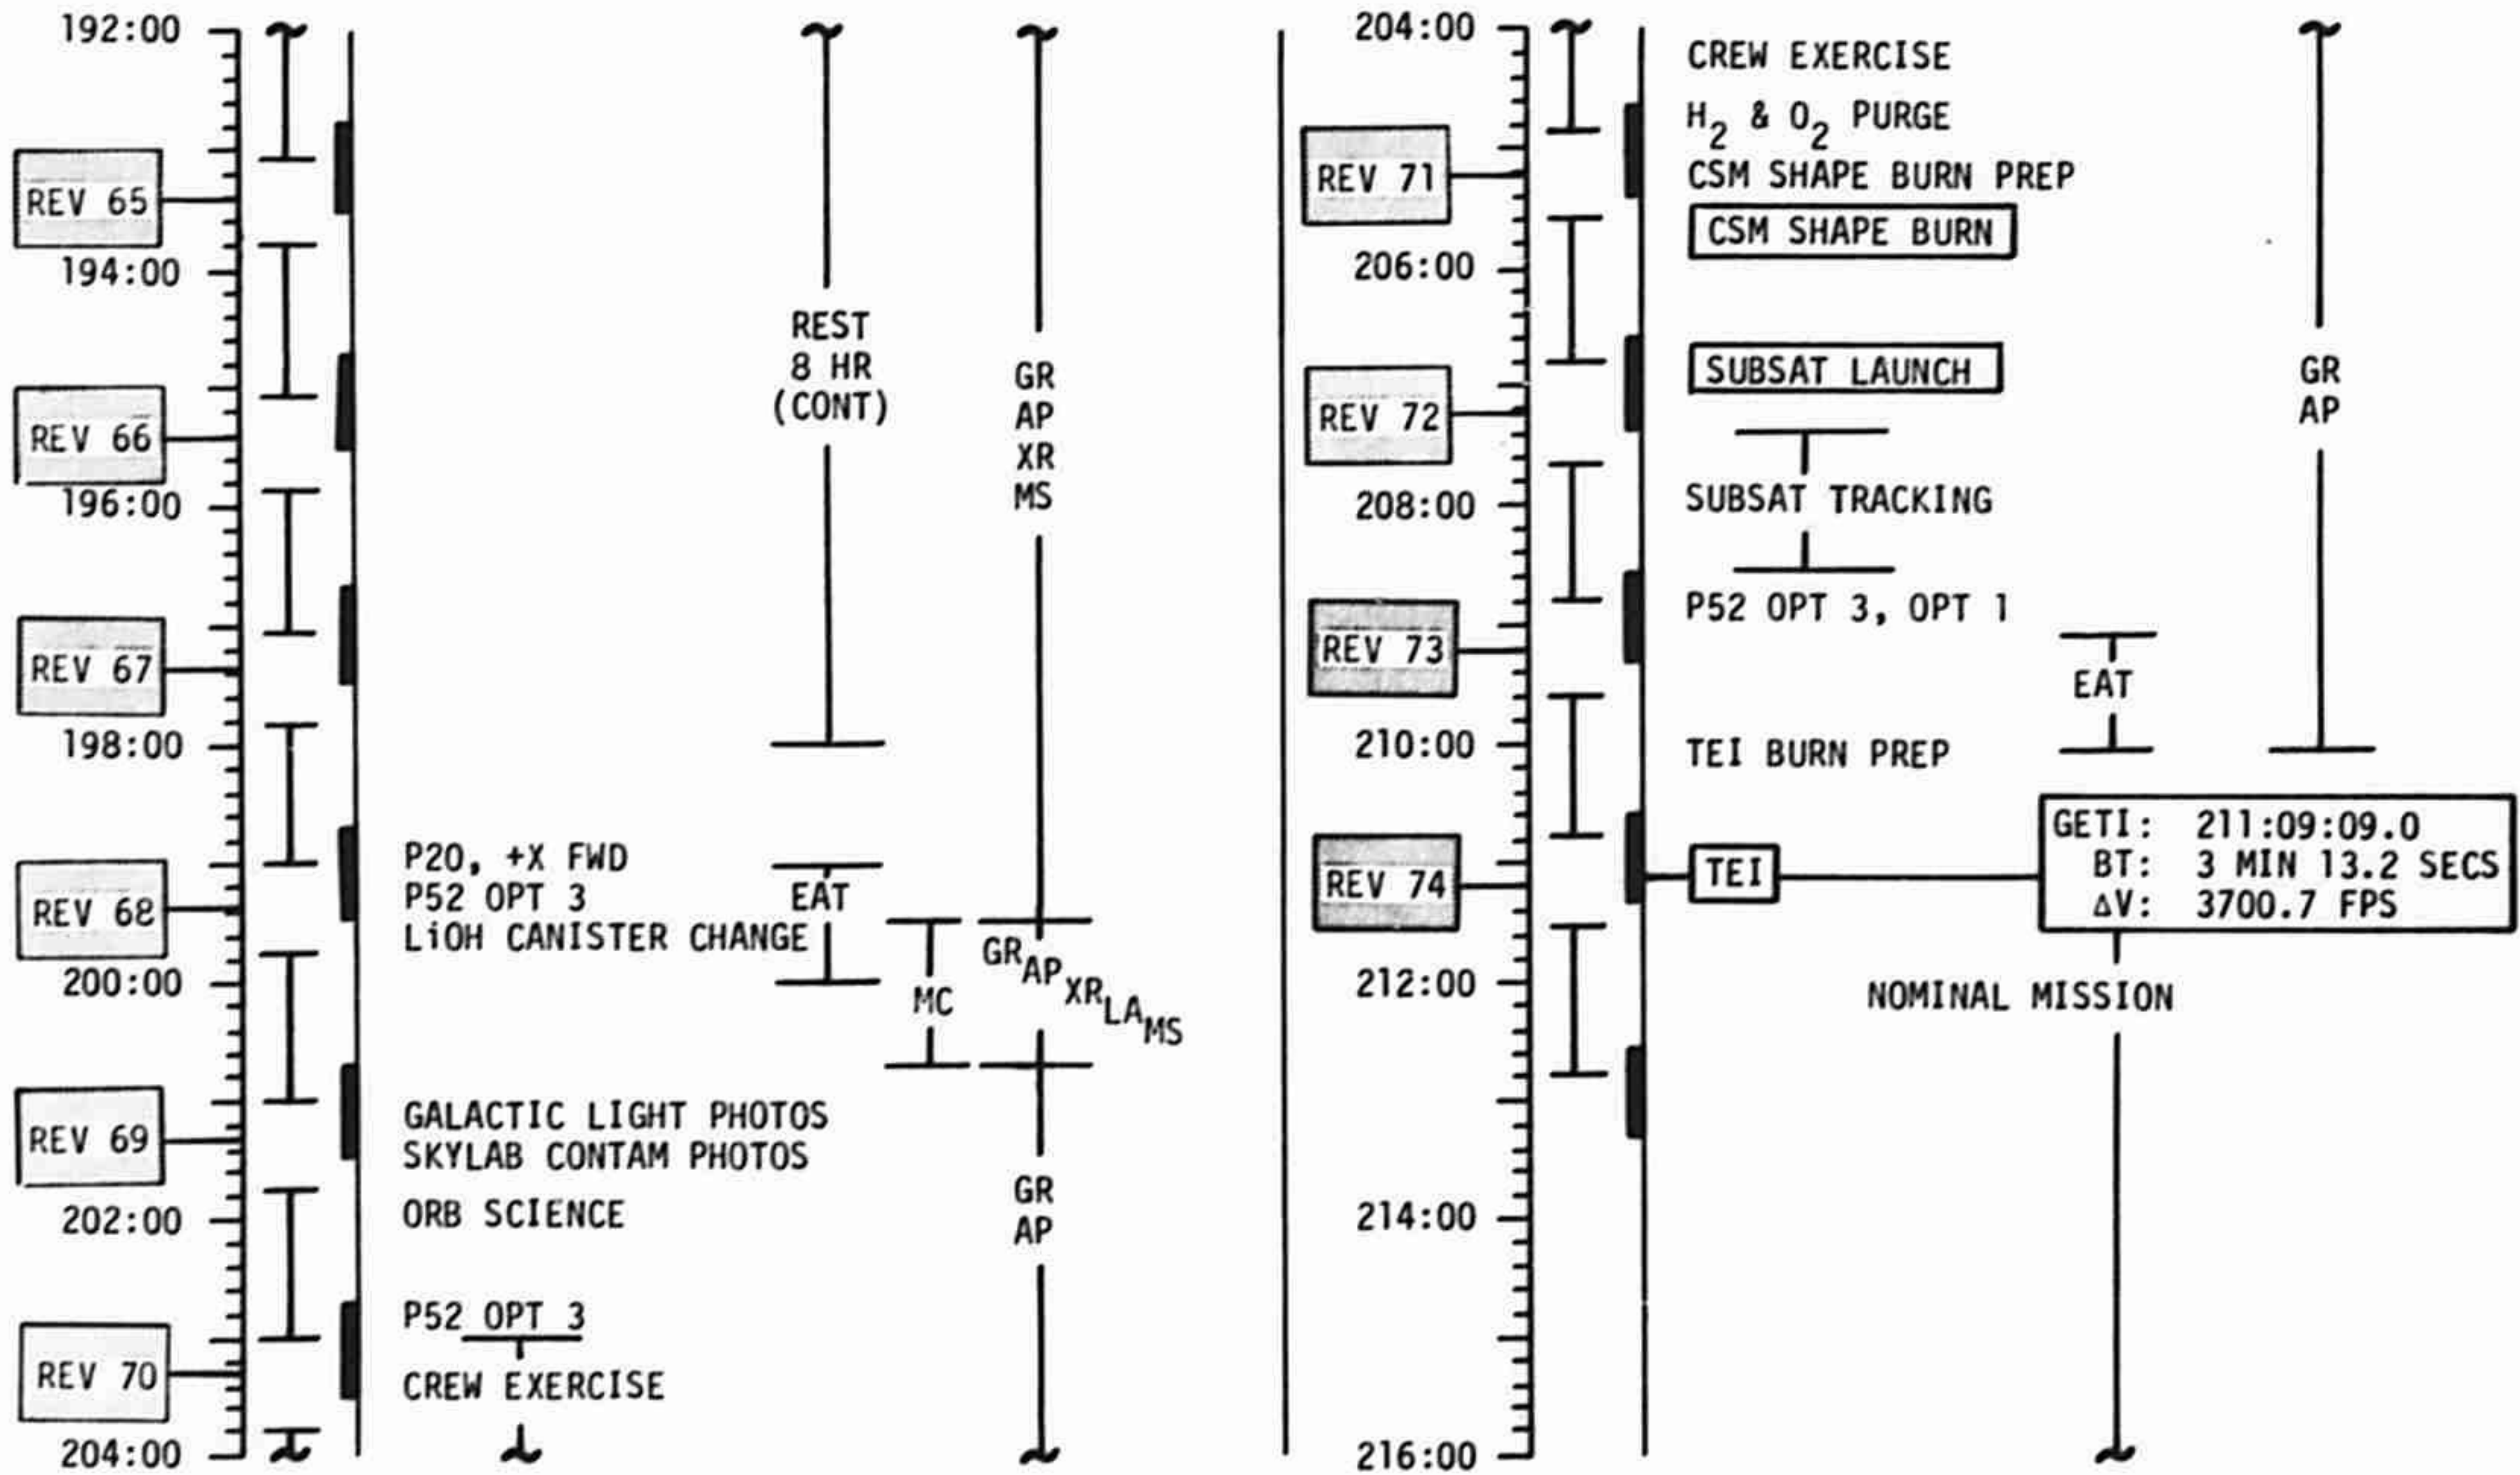 192:00
REV 65
194:00
REST
8 HR
(CONT)
GR
AP
XR
MS
REV 66
196:00
REV 67
198:00
P20, +X FWD
P52 OPT 3
LiOH CANISTER CHANGE
EAT
REV 68
200:00
MC
GR AP XR LA MS
REV 69
GALACTIC LIGHT PHOTOS
SKYLAB CONTAM PHOTOS
ORB SCIENCE
202:00
GR
AP
P52 OPT 3
REV 70
CREW EXERCISE
204:00
204:00
CREW EXERCISE
H2 & O2 PURGE
REV 71
CSM SHAPE BURN PREP
CSM SHAPE BURN
206:00
SUBSAT LAUNCH
GR
AP
REV 72
208:00
SUBSAT TRACKING
P52 OPT 3, OPT 1
REV 73
EAT
210:00
TEI BURN PREP
REV 74
TEI
GETI: 211:09:09.0
BT: 3 MIN 13.2 SECS
ΔV: 3700.7 FPS
212:00
NOMINAL MISSION
214:00
216:00